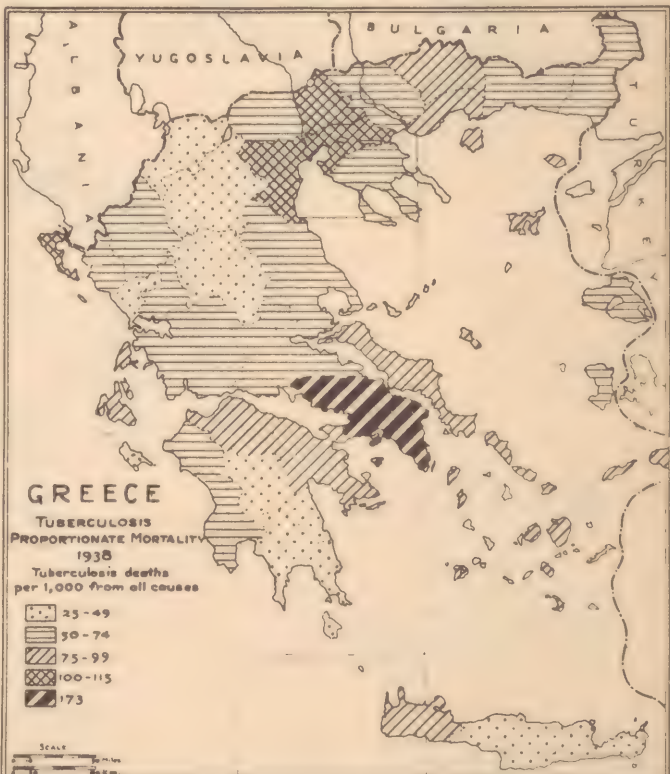 ALBANIA
YUGOSLAVIA
BULGARIA
TURKEY
GREECE
TUBERCULOSIS
PROPORTIONATE MORTALITY
1938
Tuberculosis deaths
per 1,000 from all causes
25-49
50-74
75-99
100-115
173
SCALE